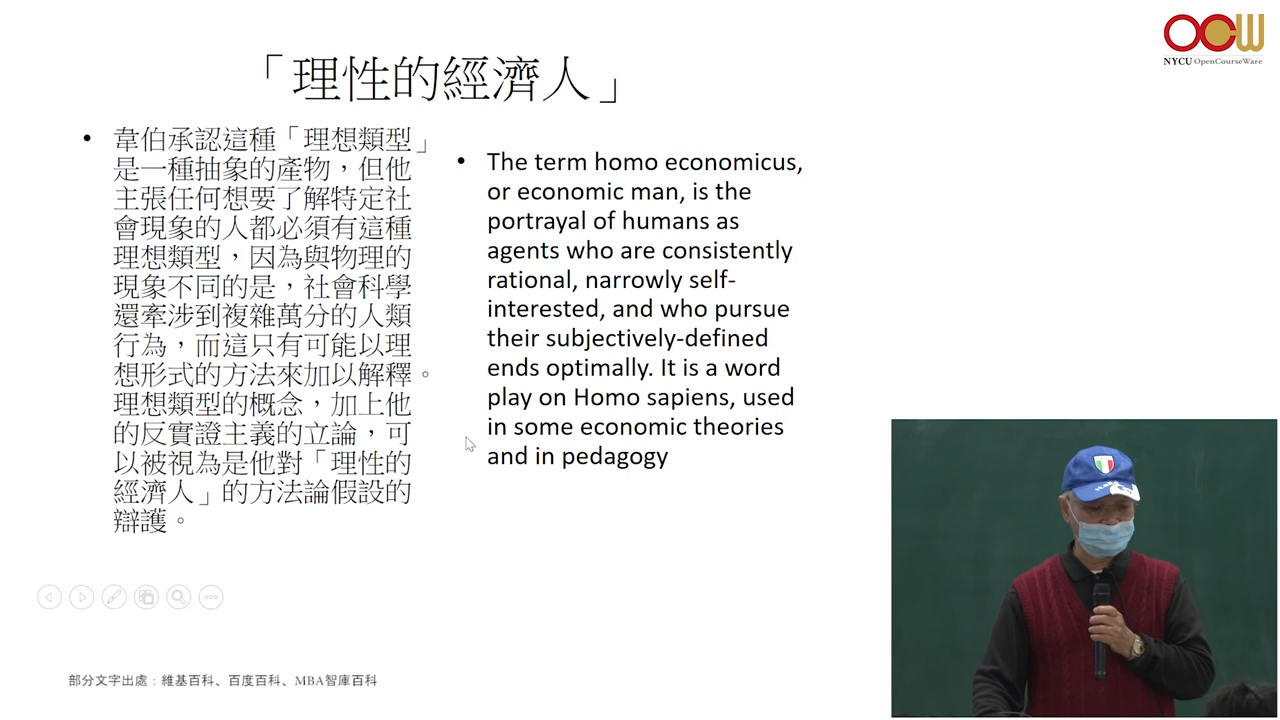 OCW
NYCU OpenCourseWare
「理性的經濟人」
• 韋伯承認這種「理想類型」
是一種抽象的產物，但他
主張任何想要了解特定社
會現象的人都必須有這種
理想類型，因為與物理的
現象不同的是，社會科學
還牽涉到複雜萬分的人類
行為，而這只有可能以理
想形式的方法來加以解釋。
理想類型的概念，加上他
的反實證主義的立論，可
以被視為是他對「理性的
經濟人」的方法論假設的
辯護。
• The term homo economicus,
or economic man, is the
portrayal of humans as
agents who are consistently
rational, narrowly self-
interested, and who pursue
their subjectively-defined
ends optimally. It is a word
play on Homo sapiens, used
in some economic theories
and in pedagogy
部分文字出處：維基百科、百度百科、MBA智庫百科